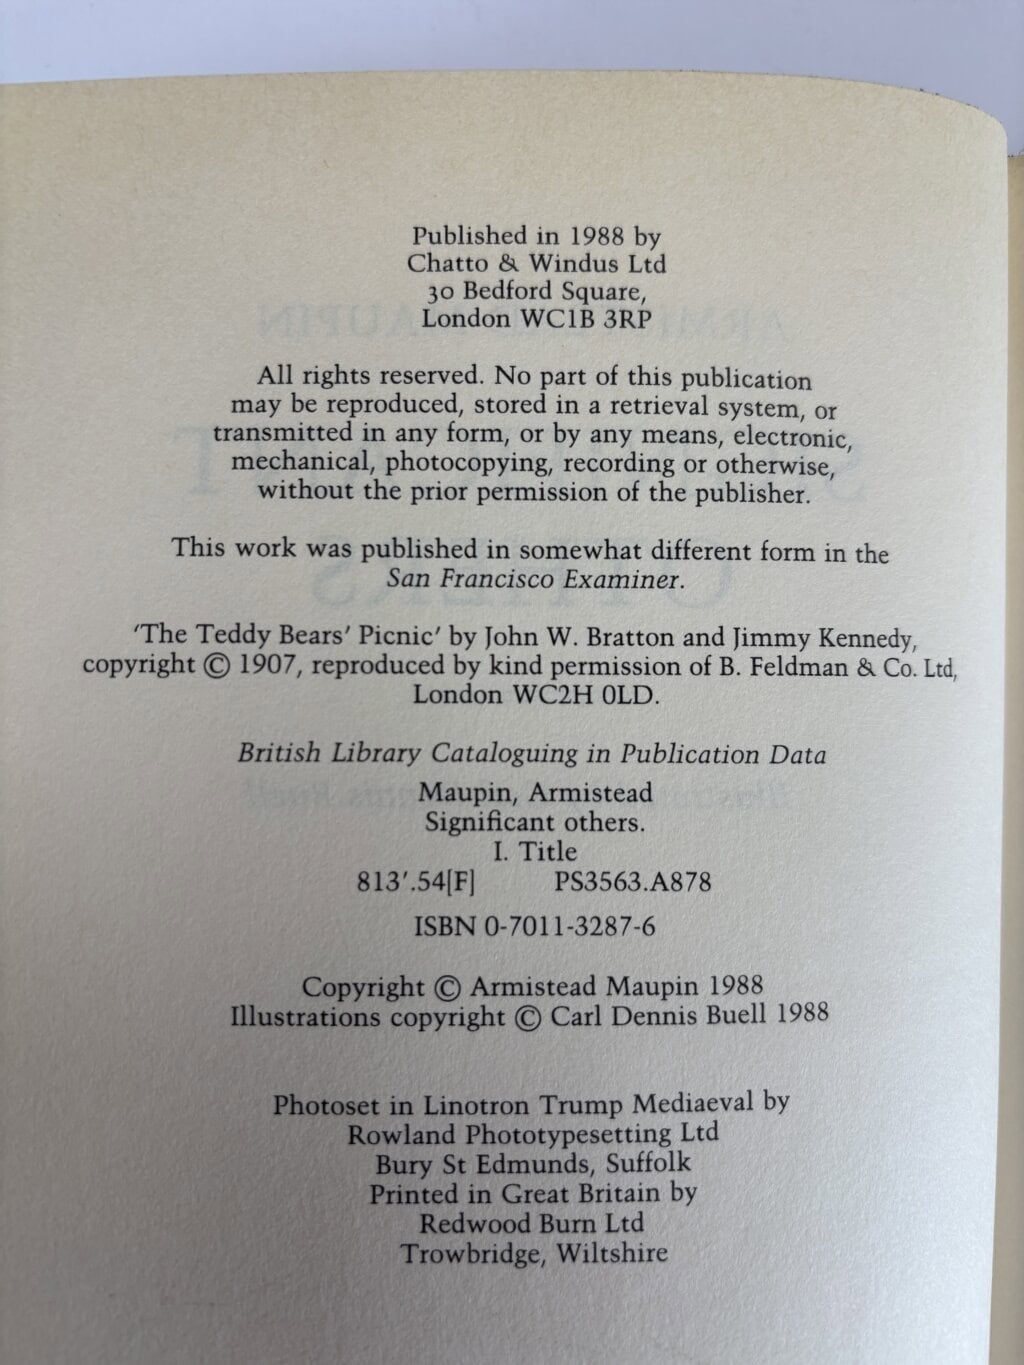 Published in 1988 by
Chatto & Windus Ltd
30 Bedford Square,
London WC1B 3RP
All rights reserved. No part of this publication
may be reproduced, stored in a retrieval system, or
transmitted in any form, or by any means, electronic,
mechanical, photocopying, recording or otherwise,
without the prior permission of the publisher.
This work was published in somewhat different form in the
San Francisco Examiner.
'The Teddy Bears' Picnic' by John W. Bratton and Jimmy Kennedy,
copyright © 1907, reproduced by kind permission of B. Feldman & Co. Ltd,
London WC2H 0LD.
British Library Cataloguing in Publication Data
Maupin, Armistead
Significant others.
I. Title
813'.54[F] PS3563.A878
ISBN 0-7011-3287-6
Copyright © Armistead Maupin 1988
Illustrations copyright © Carl Dennis Buell 1988
Photoset in Linotron Trump Mediaeval by
Rowland Phototypesetting Ltd
Bury St Edmunds, Suffolk
Printed in Great Britain by
Redwood Burn Ltd
Trowbridge, Wiltshire